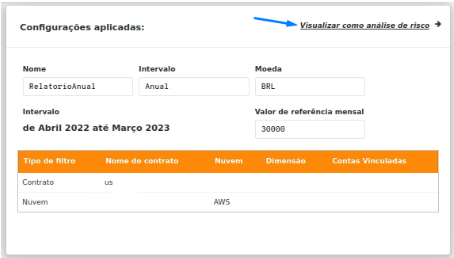 Configurações aplicadas:
Visualizar como análise de risco
Nome Intervalo Moeda
RelatorioAnual Anual BRL
Intervalo Valor de referência mensal
de Abril 2022 até Março 2023
30000
Tipo de filtro Nome do contrato Nuvem Dimensão Contas Vinculadas
Contrato us
Nuvem AWS